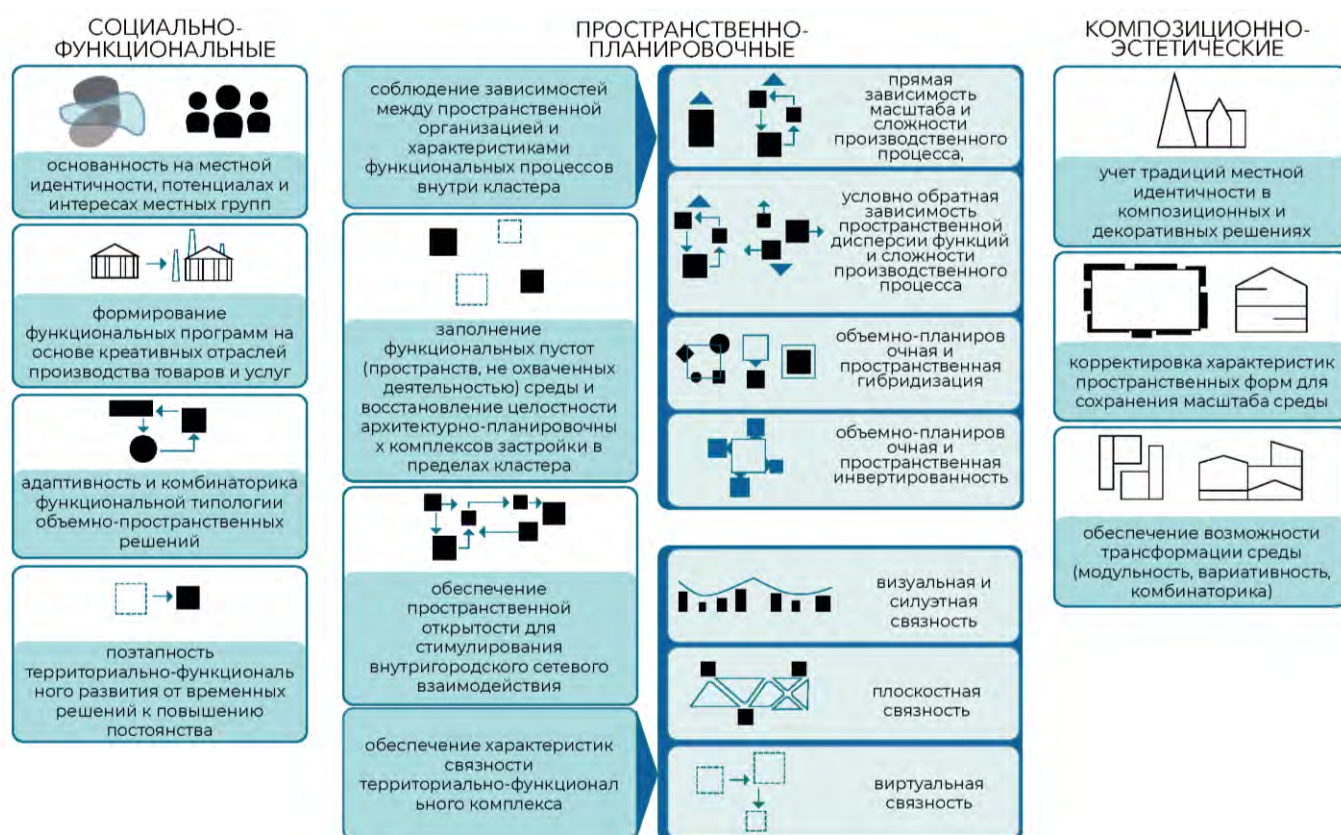 СОЦИАЛЬНО-
ФУНКЦИОНАЛЬНЫЕ
основанность на местной
идентичности, потенциалах и
интересах местных групп
формирование
функциональных программ на
основе креативных отраслей
производства товаров и услуг
адаптивность и комбинаторика
функциональной типологии
объемно-пространственных
решений
поэтапность
территориально-функциональ
ного развития от временных
решений к повышению
постоянства
ПРОСТРАНСТВЕННО-
ПЛАНИРОВОЧНЫЕ
соблюдение зависимостей
между пространственной
организацией и
характеристиками
функциональных процессов
внутри кластера
прямая
зависимость
масштаба и
сложности
производственного
процесса,
условно обратная
зависимость
пространственной
дисперсии функций
и сложности
производственного
процесса
объемно-планиров
очная и
пространственная
гибридизация
объемно-планиров
очная и
пространственная
инвертированность
заполнение
функциональных пустот
(пространств, не охваченных
деятельностью) среды и
восстановление целостности
архитектурно-планировочны
х комплексов застройки в
пределах кластера
обеспечение
пространственной
открытости для
стимулирования
внутригородского сетевого
взаимодействия
обеспечение характеристик
связности
территориально-функционал
ьного комплекса
визуальная и
силуэтная
связность
плоскостная
связность
виртуальная
связность
КОМПОЗИЦИОННО-
ЭСТЕТИЧЕСКИЕ
учет традиций местной
идентичности в
композиционных и
декоративных решениях
корректировка характеристик
пространственных форм для
сохранения масштаба среды
обеспечение возможности
трансформации среды
(модульность, вариативность,
комбинаторика)